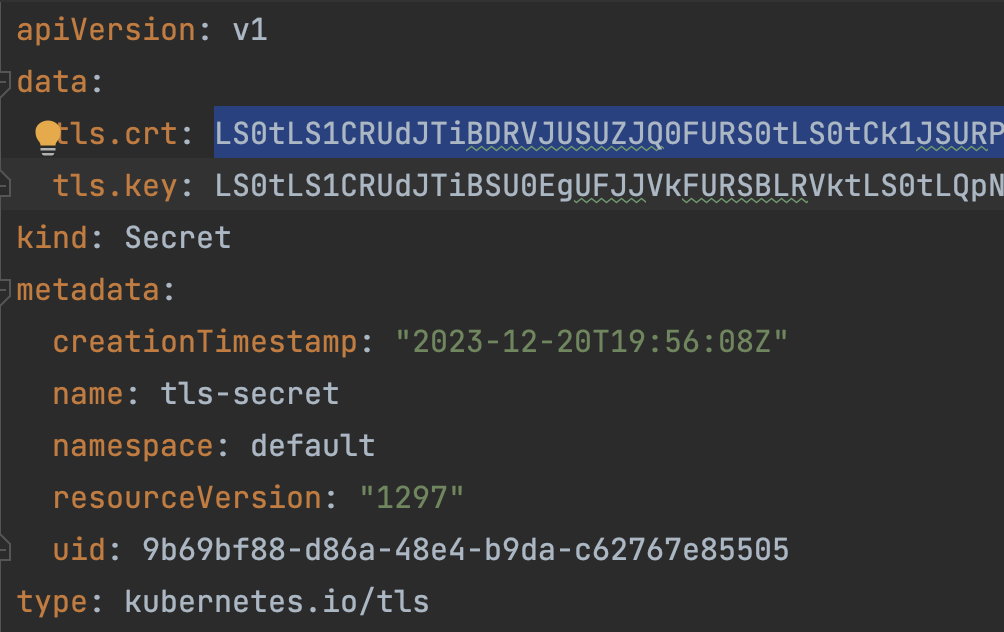 apiVersion: v1
data:
  tls.crt: LS0tLS1CRUdJTiBDRVJUSUZJQ0FURS0tLS0tCk1JSURP
  tls.key: LS0tLS1CRUdJTiBSU0EgUFJJVkFURSBLRVktLS0tLQpN
kind: Secret
metadata:
  creationTimestamp: "2023-12-20T19:56:08Z"
  name: tls-secret
  namespace: default
  resourceVersion: "1297"
  uid: 9b69bf88-d86a-48e4-b9da-c62767e85505
type: kubernetes.io/tls